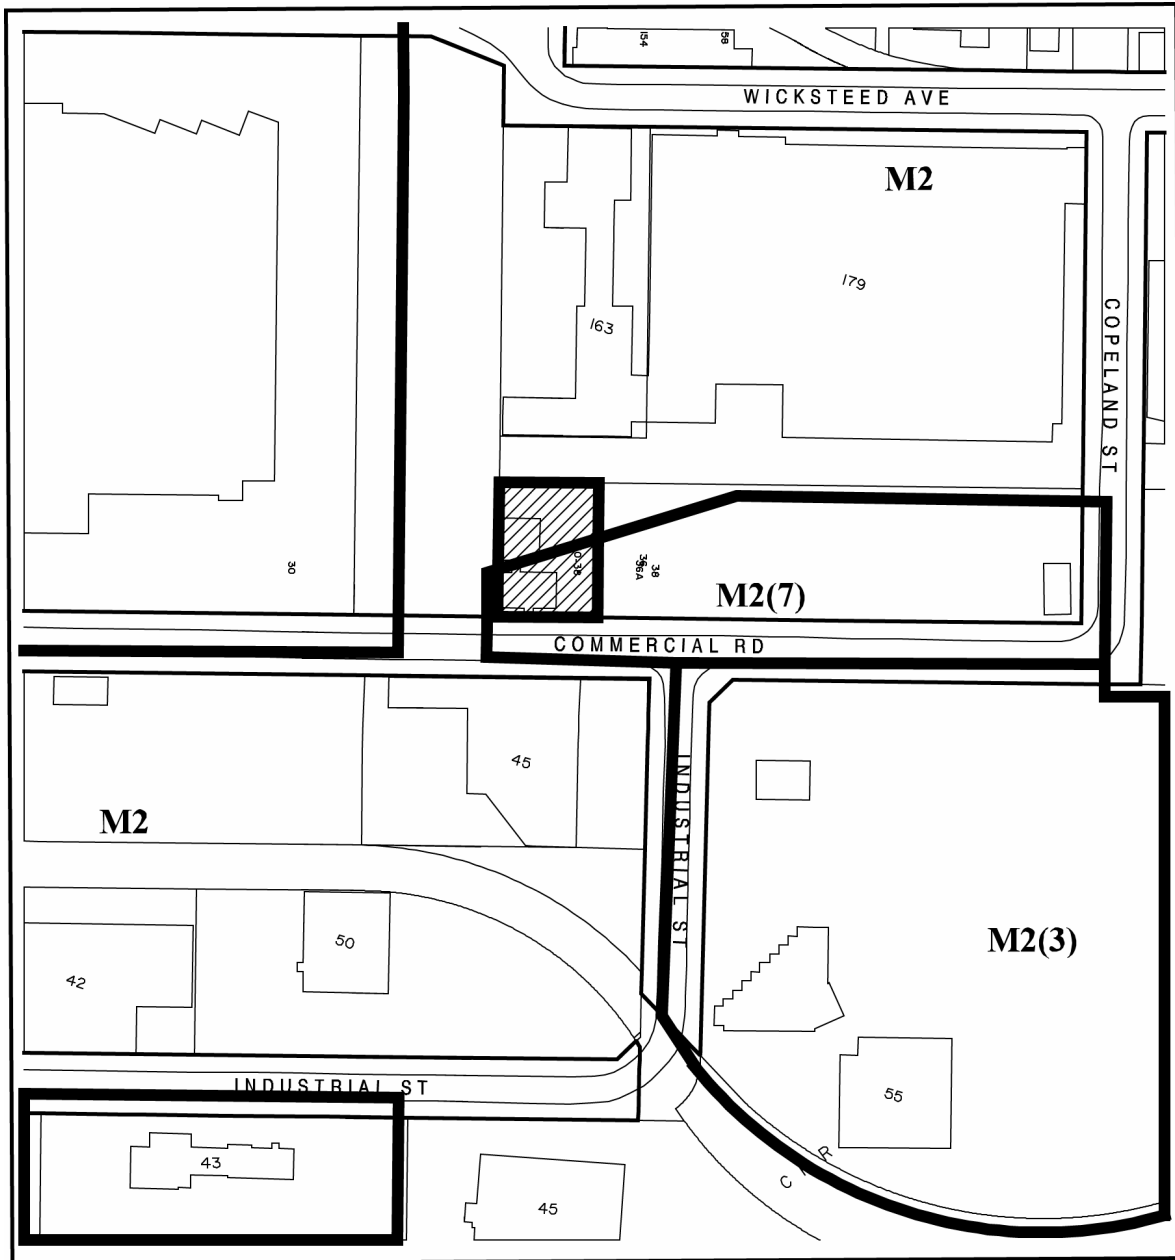 154
58
WICKSTEED AVE
M2
179
163
COPELAND ST
30
38
36A
M2(7)
COMMERCIAL RD
45
INDUSTRIAL ST
M2
M2(3)
50
42
INDUSTRIAL ST
55
43
45